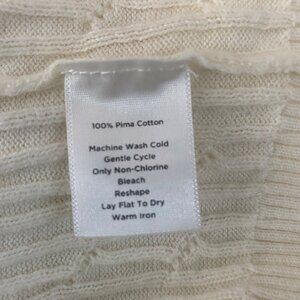 100% Pima Cotton
Machine Wash Cold
Gentle Cycle
Only Non-Chlorine
Bleach
Reshape
Lay Flat To Dry
Warm Iron